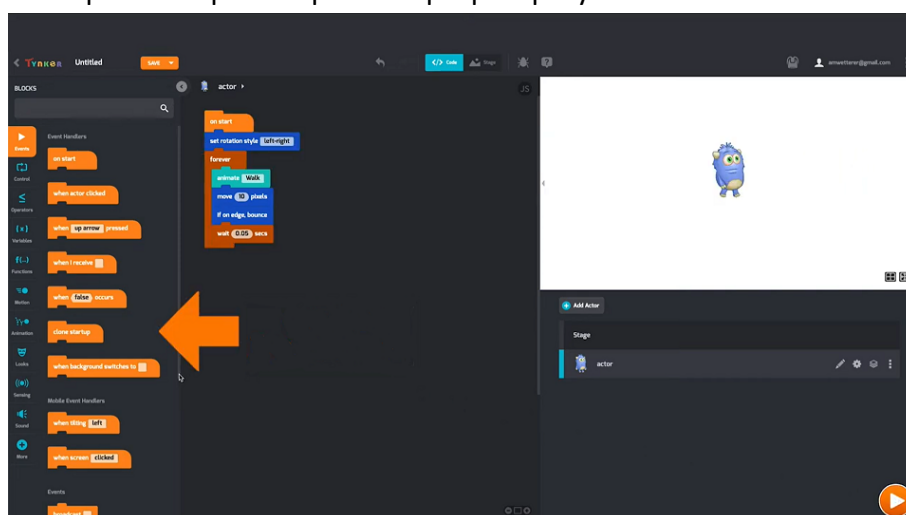 Tynker Untitled SAVE Code Stage amwetterer@gmail.com
BLOCKS
actor
JS
Events
Control
Operators
Variables
Functions
Motion
Animation
Looks
Sensing
Sound
More
Event Handlers
on start
when actor clicked
when up arrow pressed
when I receive
when false occurs
clone startup
when background switches to
Mobile Event Handlers
when tilting left
when screen clicked
Events
broadcast
on start
set rotation style left-right
forever
animate Walk
move 10 pixels
if on edge, bounce
wait 0.05 secs
Add Actor
Stage
actor